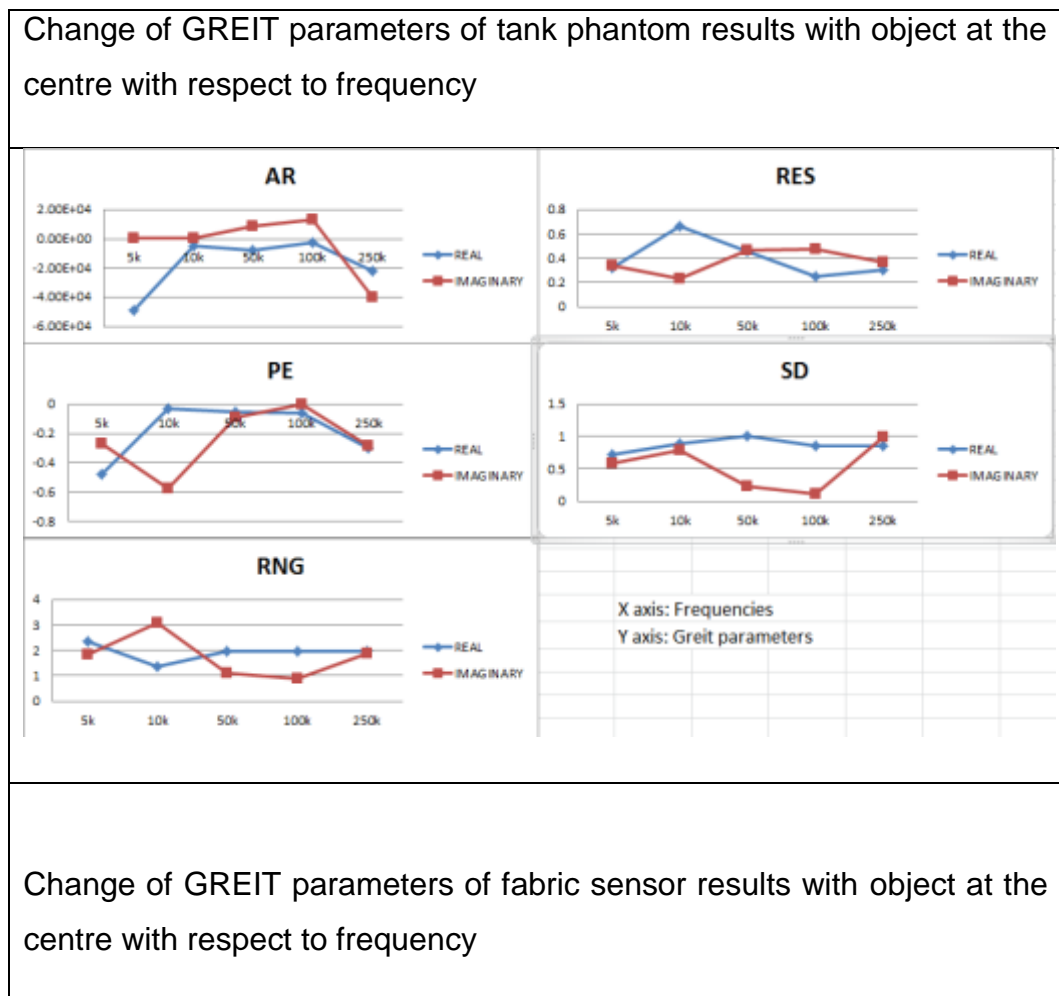 Change of GREIT parameters of tank phantom results with object at the
centre with respect to frequency
AR
2.00E+04
0.00E+00
-2.00E+04
-4.00E+04
-6.00E+04
5k 10k 50k 100k 250k
REAL
IMAGINARY
RES
0.8
0.6
0.4
0.2
0
5k 10k 50k 100k 250k
REAL
IMAGINARY
PE
0
-0.2
-0.4
-0.6
-0.8
5k 10k 50k 100k 250k
REAL
IMAGINARY
SD
1.5
1
0.5
0
5k 10k 50k 100k 250k
REAL
IMAGINARY
RNG
4
3
2
1
0
5k 10k 50k 100k 250k
REAL
IMAGINARY
X axis: Frequencies
Y axis: Greit parameters
Change of GREIT parameters of fabric sensor results with object at the
centre with respect to frequency